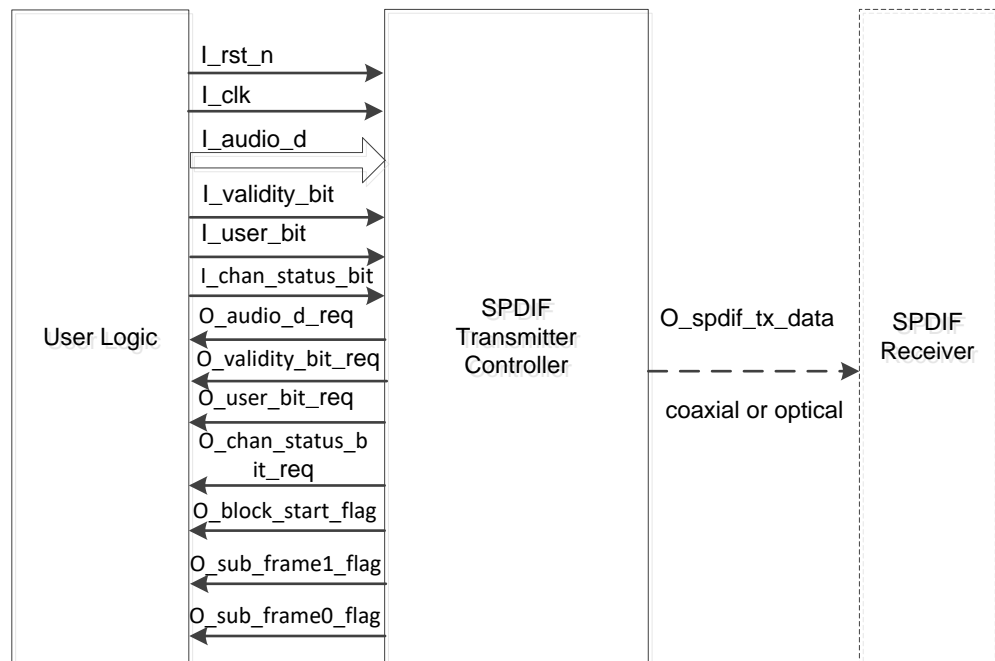 I_rst_n
I_clk
I_audio_d
I_validity_bit
I_user_bit
I_chan_status_bit
O_audio_d_req
O_validity_bit_req
O_user_bit_req
O_chan_status_b
it_req
O_block_start_flag
O_sub_frame1_flag
O_sub_frame0_flag
User Logic
SPDIF
Transmitter
Controller
O_spdif_tx_data
coaxial or optical
SPDIF
Receiver